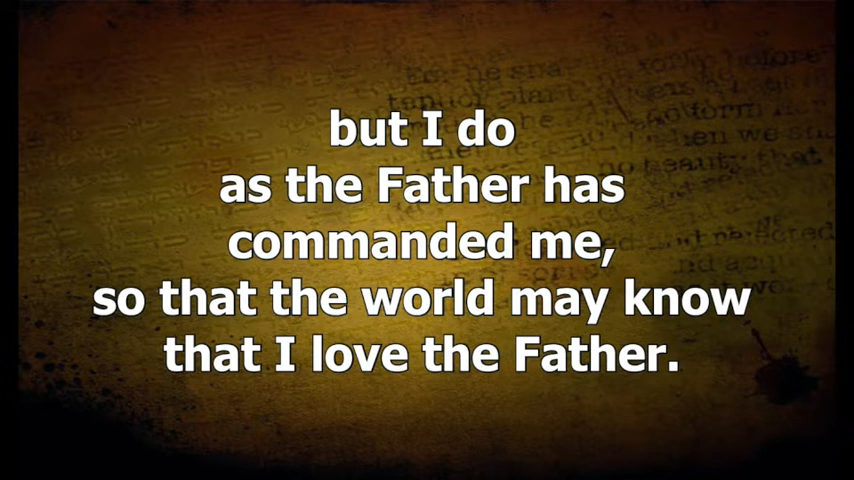 but I do
as the Father has
commanded me,
so that the world may know
that I love the Father.